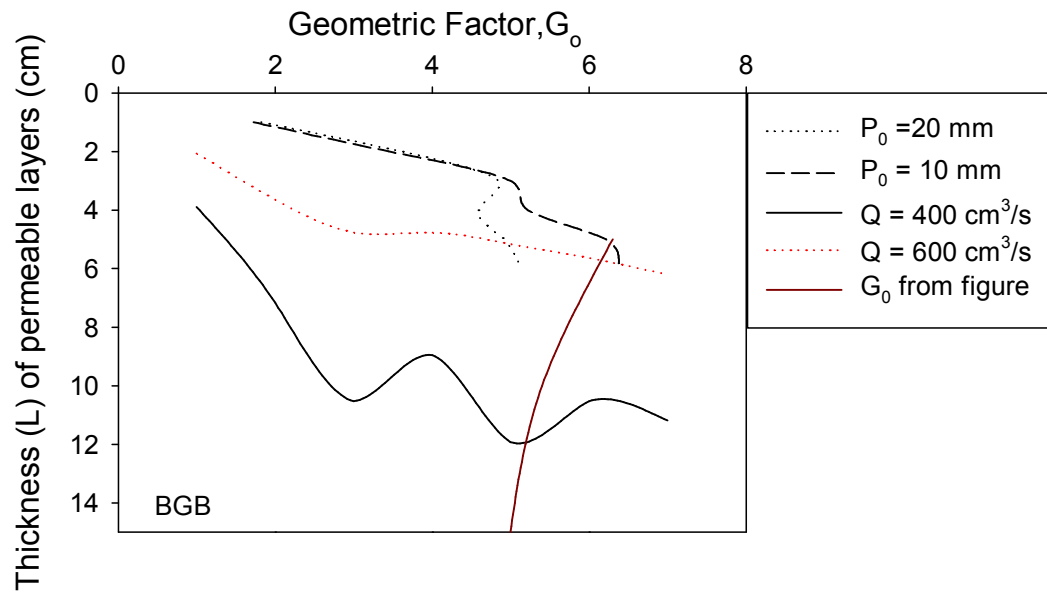 Geometric Factor,G₀
0 2 4 6 8
Thickness (L) of permeable layers (cm)
0
2
4
6
8
10
12
14
BGB
P₀ =20 mm
P₀ = 10 mm
Q = 400 cm³/s
Q = 600 cm³/s
G₀ from figure